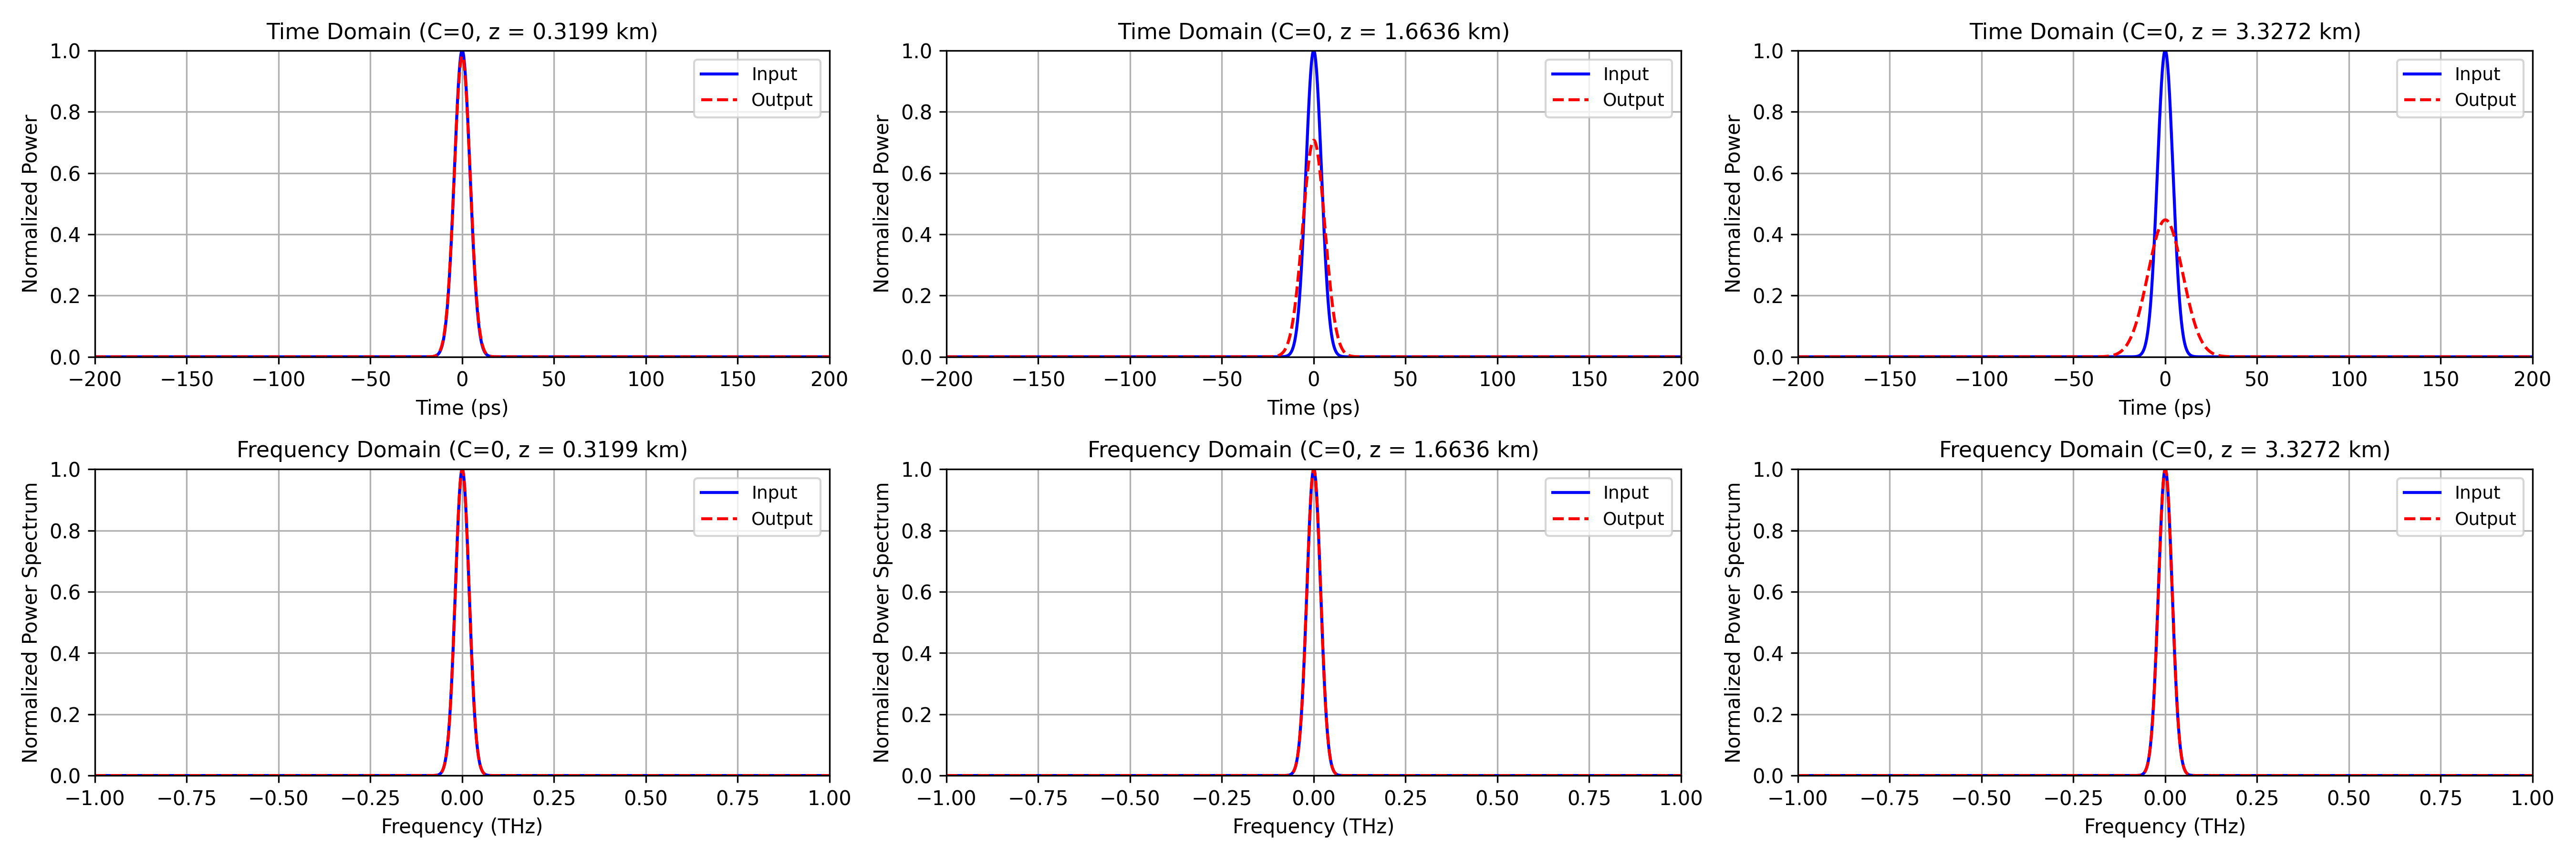 Time Domain (C=0, z = 0.3199 km)
Normalized Power
1.0
0.8
0.6
0.4
0.2
0.0
Input
Output
−200 −150 −100 −50 0 50 100 150 200
Time (ps)
Time Domain (C=0, z = 1.6636 km)
Normalized Power
1.0
0.8
0.6
0.4
0.2
0.0
Input
Output
−200 −150 −100 −50 0 50 100 150 200
Time (ps)
Time Domain (C=0, z = 3.3272 km)
Normalized Power
1.0
0.8
0.6
0.4
0.2
0.0
Input
Output
−200 −150 −100 −50 0 50 100 150 200
Time (ps)
Frequency Domain (C=0, z = 0.3199 km)
Normalized Power Spectrum
1.0
0.8
0.6
0.4
0.2
0.0
Input
Output
−1.00 −0.75 −0.50 −0.25 0.00 0.25 0.50 0.75 1.00
Frequency (THz)
Frequency Domain (C=0, z = 1.6636 km)
Normalized Power Spectrum
1.0
0.8
0.6
0.4
0.2
0.0
Input
Output
−1.00 −0.75 −0.50 −0.25 0.00 0.25 0.50 0.75 1.00
Frequency (THz)
Frequency Domain (C=0, z = 3.3272 km)
Normalized Power Spectrum
1.0
0.8
0.6
0.4
0.2
0.0
Input
Output
−1.00 −0.75 −0.50 −0.25 0.00 0.25 0.50 0.75 1.00
Frequency (THz)